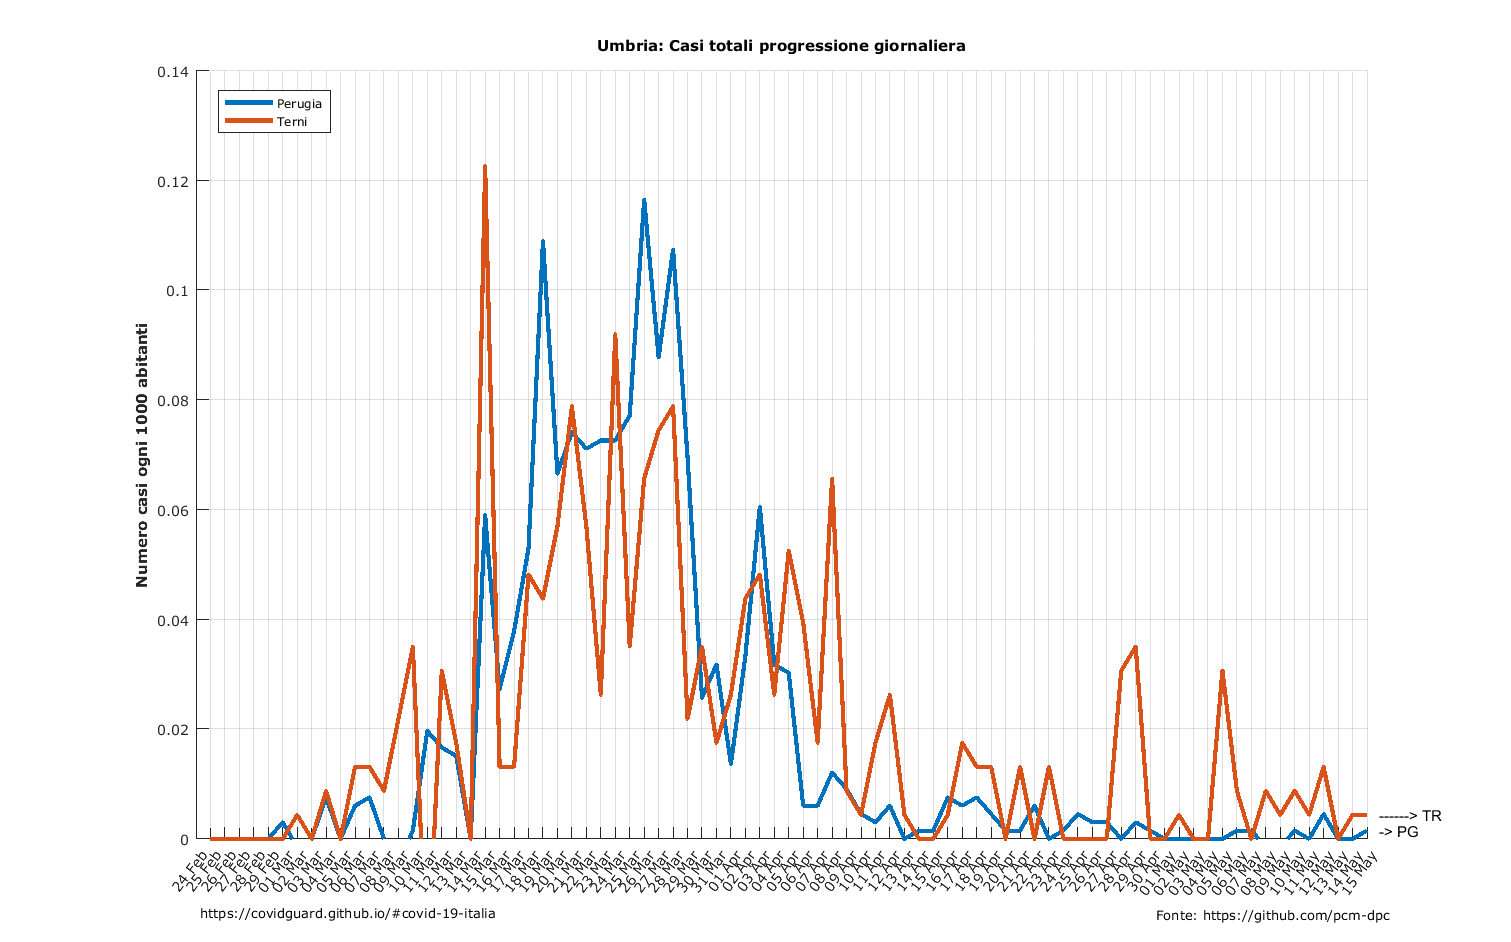 Umbria: Casi totali progressione giornaliera
Perugia
Terni
Numero casi ogni 1000 abitanti
0.14
0.12
0.1
0.08
0.06
0.04
0.02
0
24 Feb
25 Feb
26 Feb
27 Feb
28 Feb
29 Feb
01 Mar
02 Mar
03 Mar
04 Mar
05 Mar
06 Mar
07 Mar
08 Mar
09 Mar
10 Mar
11 Mar
12 Mar
13 Mar
14 Mar
15 Mar
16 Mar
17 Mar
18 Mar
19 Mar
20 Mar
21 Mar
22 Mar
23 Mar
24 Mar
25 Mar
26 Mar
27 Mar
28 Mar
29 Mar
30 Mar
31 Mar
01 Apr
02 Apr
03 Apr
04 Apr
05 Apr
06 Apr
07 Apr
08 Apr
09 Apr
10 Apr
11 Apr
12 Apr
13 Apr
14 Apr
15 Apr
16 Apr
17 Apr
18 Apr
19 Apr
20 Apr
21 Apr
22 Apr
23 Apr
24 Apr
25 Apr
26 Apr
27 Apr
28 Apr
29 Apr
30 Apr
01 May
02 May
03 May
04 May
05 May
06 May
07 May
08 May
09 May
10 May
11 May
12 May
13 May
14 May
15 May
------> TR
-> PG
https://covidguard.github.io/#covid-19-italia
Fonte: https://github.com/pcm-dpc